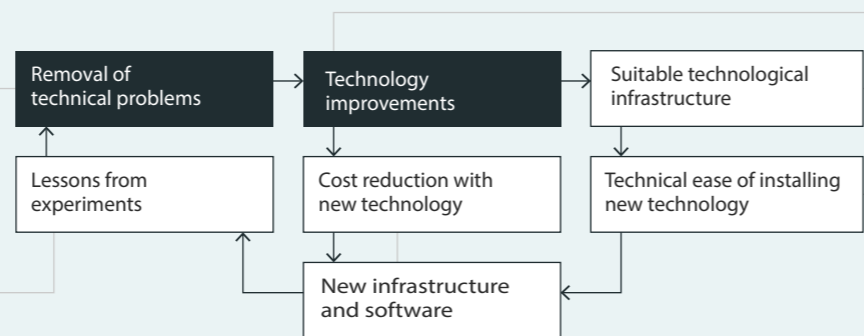 Removal of
technical problems
Technology
improvements
Suitable technological
infrastructure
Lessons from
experiments
Cost reduction with
new technology
Technical ease of installing
new technology
New infrastructure
and software